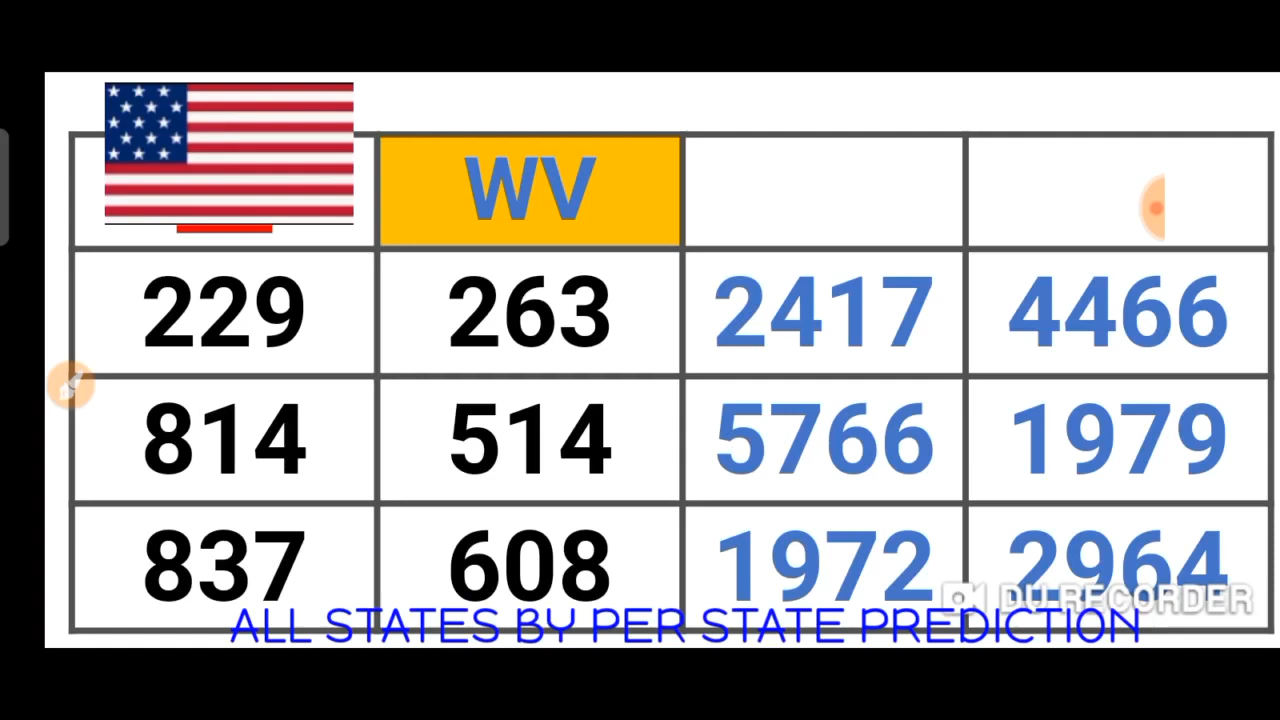 WV
229 263 2417 4466
814 514 5766 1979
837 608 1972 2964
DU RECORDER
ALL STATES BY PER STATE PREDICTION